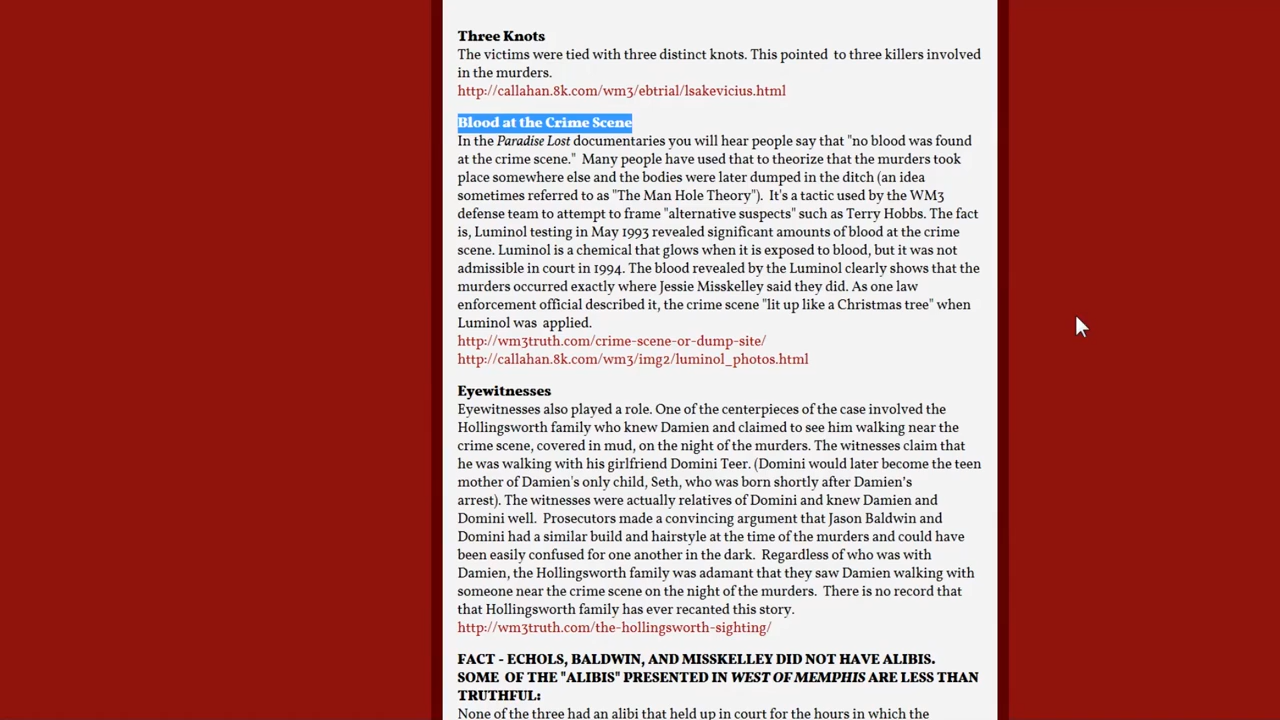 Three Knots
The victims were tied with three distinct knots. This pointed  to three killers involved
in the murders.
http://callahan.8k.com/wm3/ebtrial/lsakevicius.html
Blood at the Crime Scene
In the Paradise Lost documentaries you will hear people say that "no blood was found
at the crime scene."  Many people have used that to theorize that the murders took
place somewhere else and the bodies were later dumped in the ditch (an idea
sometimes referred to as "The Man Hole Theory").  It's a tactic used by the WM3
defense team to attempt to frame "alternative suspects" such as Terry Hobbs. The fact
is, Luminol testing in May 1993 revealed significant amounts of blood at the crime
scene. Luminol is a chemical that glows when it is exposed to blood, but it was not
admissible in court in 1994. The blood revealed by the Luminol clearly shows that the
murders occurred exactly where Jessie Misskelley said they did. As one law
enforcement official described it, the crime scene "lit up like a Christmas tree" when
Luminol was  applied.
http://wm3truth.com/crime-scene-or-dump-site/
http://callahan.8k.com/wm3/img2/luminol_photos.html
Eyewitnesses
Eyewitnesses also played a role. One of the centerpieces of the case involved the
Hollingsworth family who knew Damien and claimed to see him walking near the
crime scene, covered in mud, on the night of the murders. The witnesses claim that
he was walking with his girlfriend Domini Teer. (Domini would later become the teen
mother of Damien's only child, Seth, who was born shortly after Damien's
arrest). The witnesses were actually relatives of Domini and knew Damien and
Domini well.  Prosecutors made a convincing argument that Jason Baldwin and
Domini had a similar build and hairstyle at the time of the murders and could have
been easily confused for one another in the dark.  Regardless of who was with
Damien, the Hollingsworth family was adamant that they saw Damien walking with
someone near the crime scene on the night of the murders.  There is no record that
that Hollingsworth family has ever recanted this story.
http://wm3truth.com/the-hollingsworth-sighting/
FACT - ECHOLS, BALDWIN, AND MISSKELLEY DID NOT HAVE ALIBIS.
SOME  OF THE "ALIBIS" PRESENTED IN WEST OF MEMPHIS ARE LESS THAN
TRUTHFUL:
None of the three had an alibi that held up in court for the hours in which the